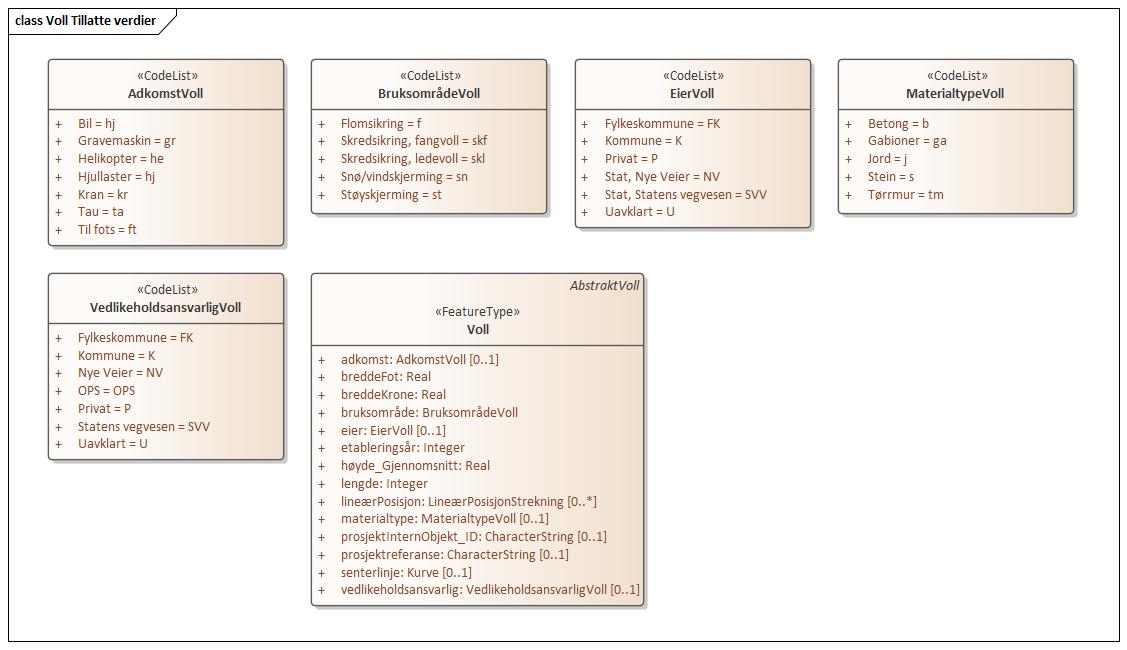 class Voll Tillatte verdier
«CodeList»
AdkomstVoll
+ Bil = hj
+ Gravemaskin = gr
+ Helikopter = he
+ Hjullaster = hj
+ Kran = kr
+ Tau = ta
+ Til fots = ft
«CodeList»
BruksområdeVoll
+ Flomsikring = f
+ Skredsikring, fangvoll = skf
+ Skredsikring, ledevoll = skl
+ Snø/vindskjerming = sn
+ Støyskjerming = st
«CodeList»
EierVoll
+ Fylkeskommune = FK
+ Kommune = K
+ Privat = P
+ Stat, Nye Veier = NV
+ Stat, Statens vegvesen = SVV
+ Uavklart = U
«CodeList»
MaterialtypeVoll
+ Betong = b
+ Gabioner = ga
+ Jord = j
+ Stein = s
+ Tørrmur = tm
«CodeList»
VedlikeholdsansvarligVoll
+ Fylkeskommune = FK
+ Kommune = K
+ Nye Veier = NV
+ OPS = OPS
+ Privat = P
+ Statens vegvesen = SVV
+ Uavklart = U
AbstraktVoll
«FeatureType»
Voll
+ adkomst: AdkomstVoll [0..1]
+ breddeFot: Real
+ breddeKrone: Real
+ bruksområde: BruksområdeVoll
+ eier: EierVoll [0..1]
+ etableringsår: Integer
+ høyde_Gjennomsnitt: Real
+ lengde: Integer
+ lineærPosisjon: LineærPosisjonStrekning [0..*]
+ materialtype: MaterialtypeVoll [0..1]
+ prosjektInternObjekt_ID: CharacterString [0..1]
+ prosjektreferanse: CharacterString [0..1]
+ senterlinje: Kurve [0..1]
+ vedlikeholdsansvarlig: VedlikeholdsansvarligVoll [0..1]